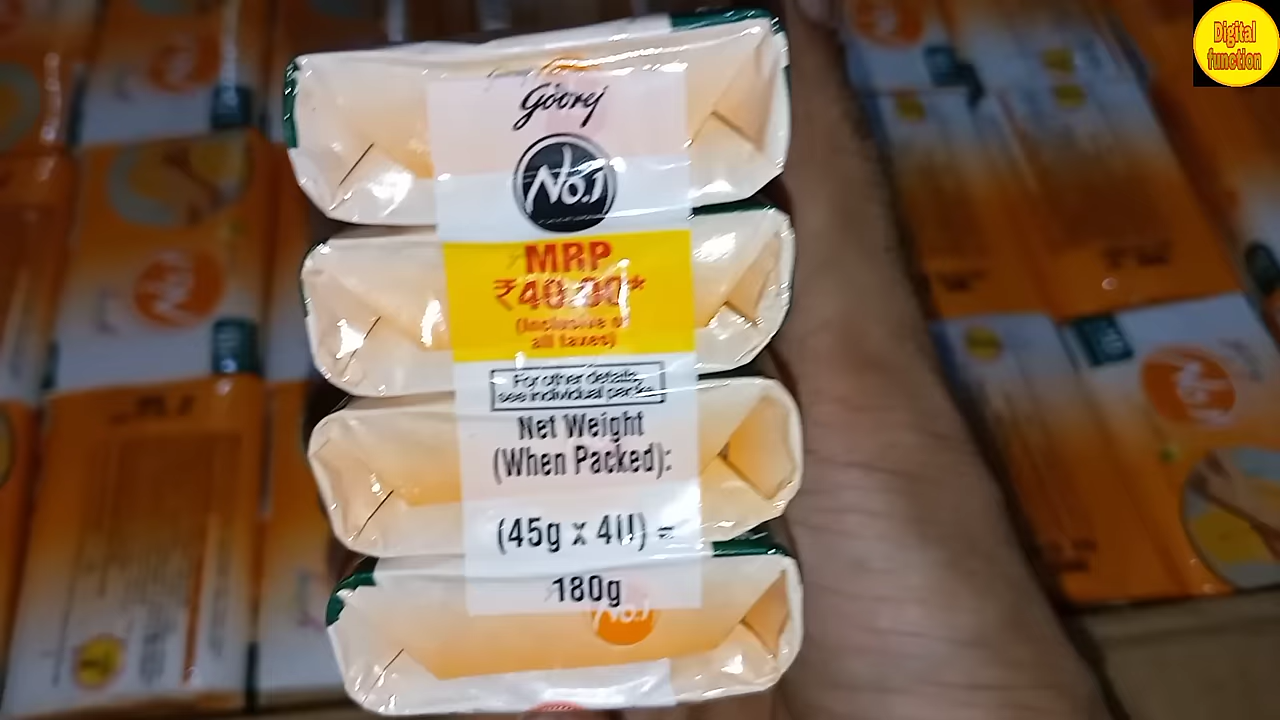 Godrej
No.1
MRP
₹40.00*
(Inclusive of
all taxes)
For other details,
see individual packs.
Net Weight
(When Packed):
(45g x 4U) =
180g
No.1
Digital
function